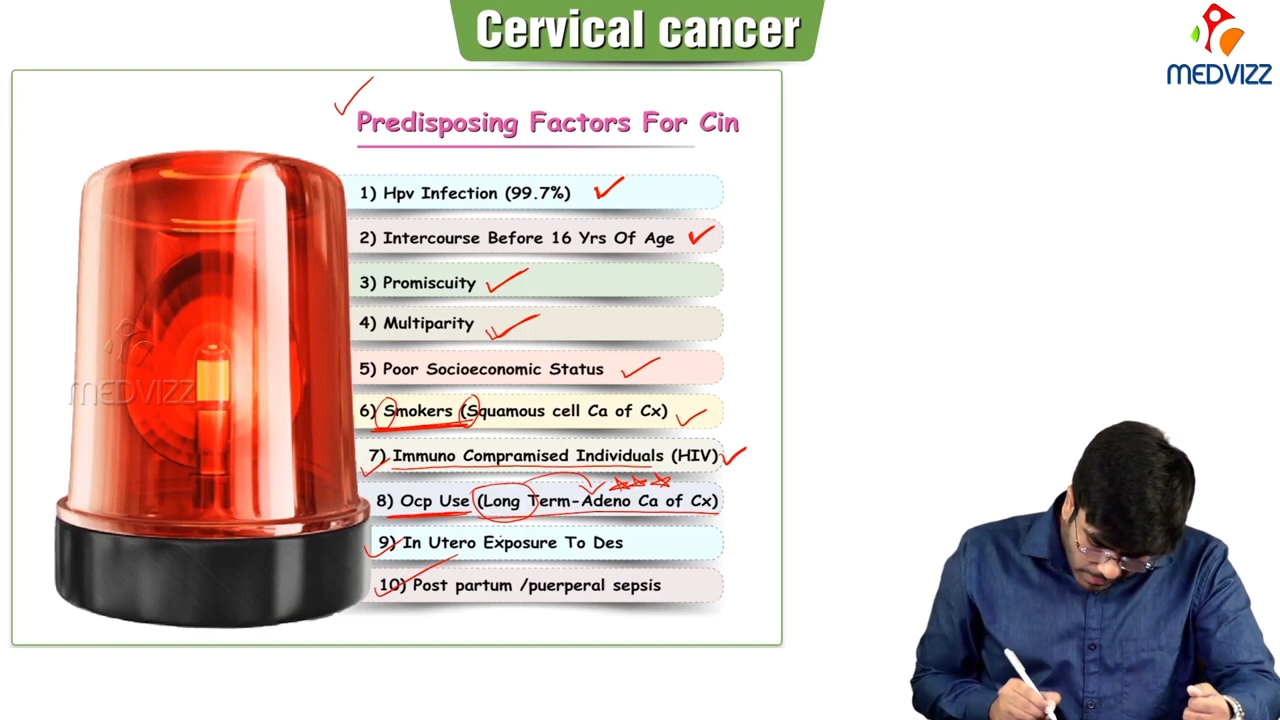 Cervical cancer
MEDVIZZ
Predisposing Factors For Cin
1) Hpv Infection (99.7%)
2) Intercourse Before 16 Yrs Of Age
3) Promiscuity
4) Multiparity
5) Poor Socioeconomic Status
6) Smokers (Squamous cell Ca of Cx)
7) Immuno Compromised Individuals (HIV)
8) Ocp Use (Long Term-Adeno Ca of Cx)
9) In Utero Exposure To Des
10) Post partum /puerperal sepsis
MEDVIZZ